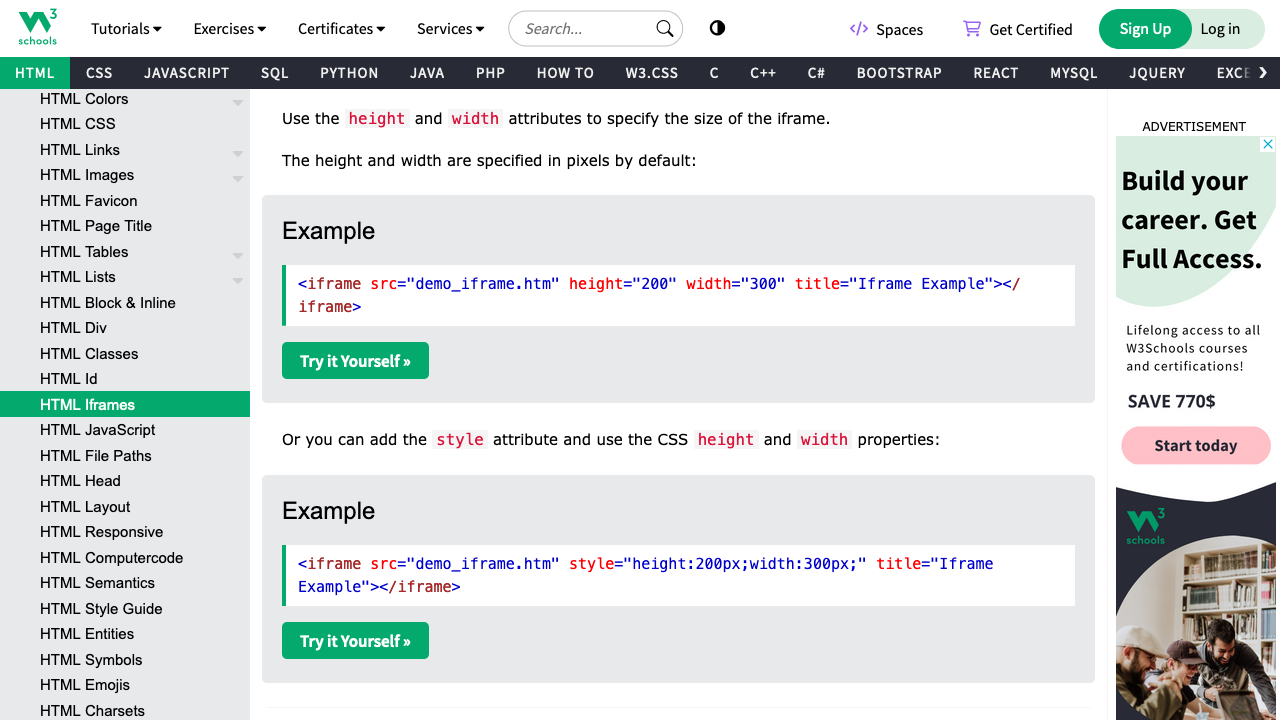 W3 schools
Tutorials Exercises Certificates Services Search... Spaces Get Certified Sign Up Log in
HTML CSS JAVASCRIPT SQL PYTHON JAVA PHP HOW TO W3.CSS C C++ C# BOOTSTRAP REACT MYSQL JQUERY EXCE
HTML Colors
HTML CSS
HTML Links
HTML Images
HTML Favicon
HTML Page Title
HTML Tables
HTML Lists
HTML Block & Inline
HTML Div
HTML Classes
HTML Id
HTML Iframes
HTML JavaScript
HTML File Paths
HTML Head
HTML Layout
HTML Responsive
HTML Computercode
HTML Semantics
HTML Style Guide
HTML Entities
HTML Symbols
HTML Emojis
HTML Charsets
Use the height and width attributes to specify the size of the iframe.
The height and width are specified in pixels by default:
Example
<iframe src="demo_iframe.htm" height="200" width="300" title="Iframe Example"></
iframe>
Try it Yourself »
Or you can add the style attribute and use the CSS height and width properties:
Example
<iframe src="demo_iframe.htm" style="height:200px;width:300px;" title="Iframe
Example"></iframe>
Try it Yourself »
ADVERTISEMENT
Build your
career. Get
Full Access.
Lifelong access to all
W3Schools courses
and certifications!
SAVE 770$
Start today
W3 schools